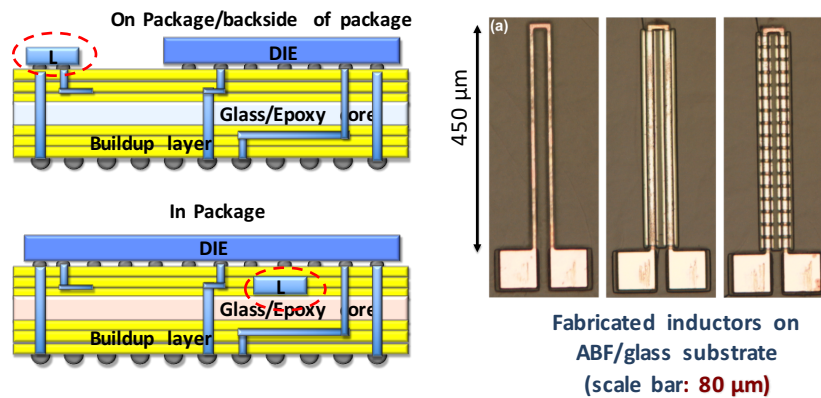 On Package/backside of package
L
DIE
Glass/Epoxy core
Buildup layer
In Package
DIE
L
Glass/Epoxy core
Buildup layer
(a)
450 µm
Fabricated inductors on
ABF/glass substrate
(scale bar: 80 µm)